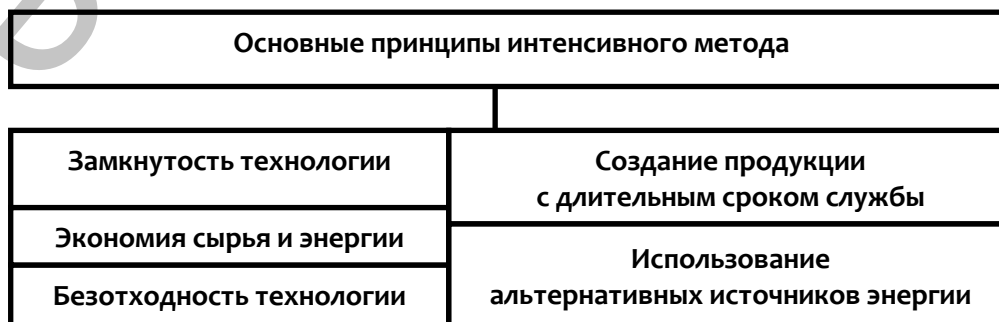 Основные принципы интенсивного метода
Замкнутость технологии
Экономия сырья и энергии
Безотходность технологии
Создание продукции
с длительным сроком службы
Использование
альтернативных источников энергии